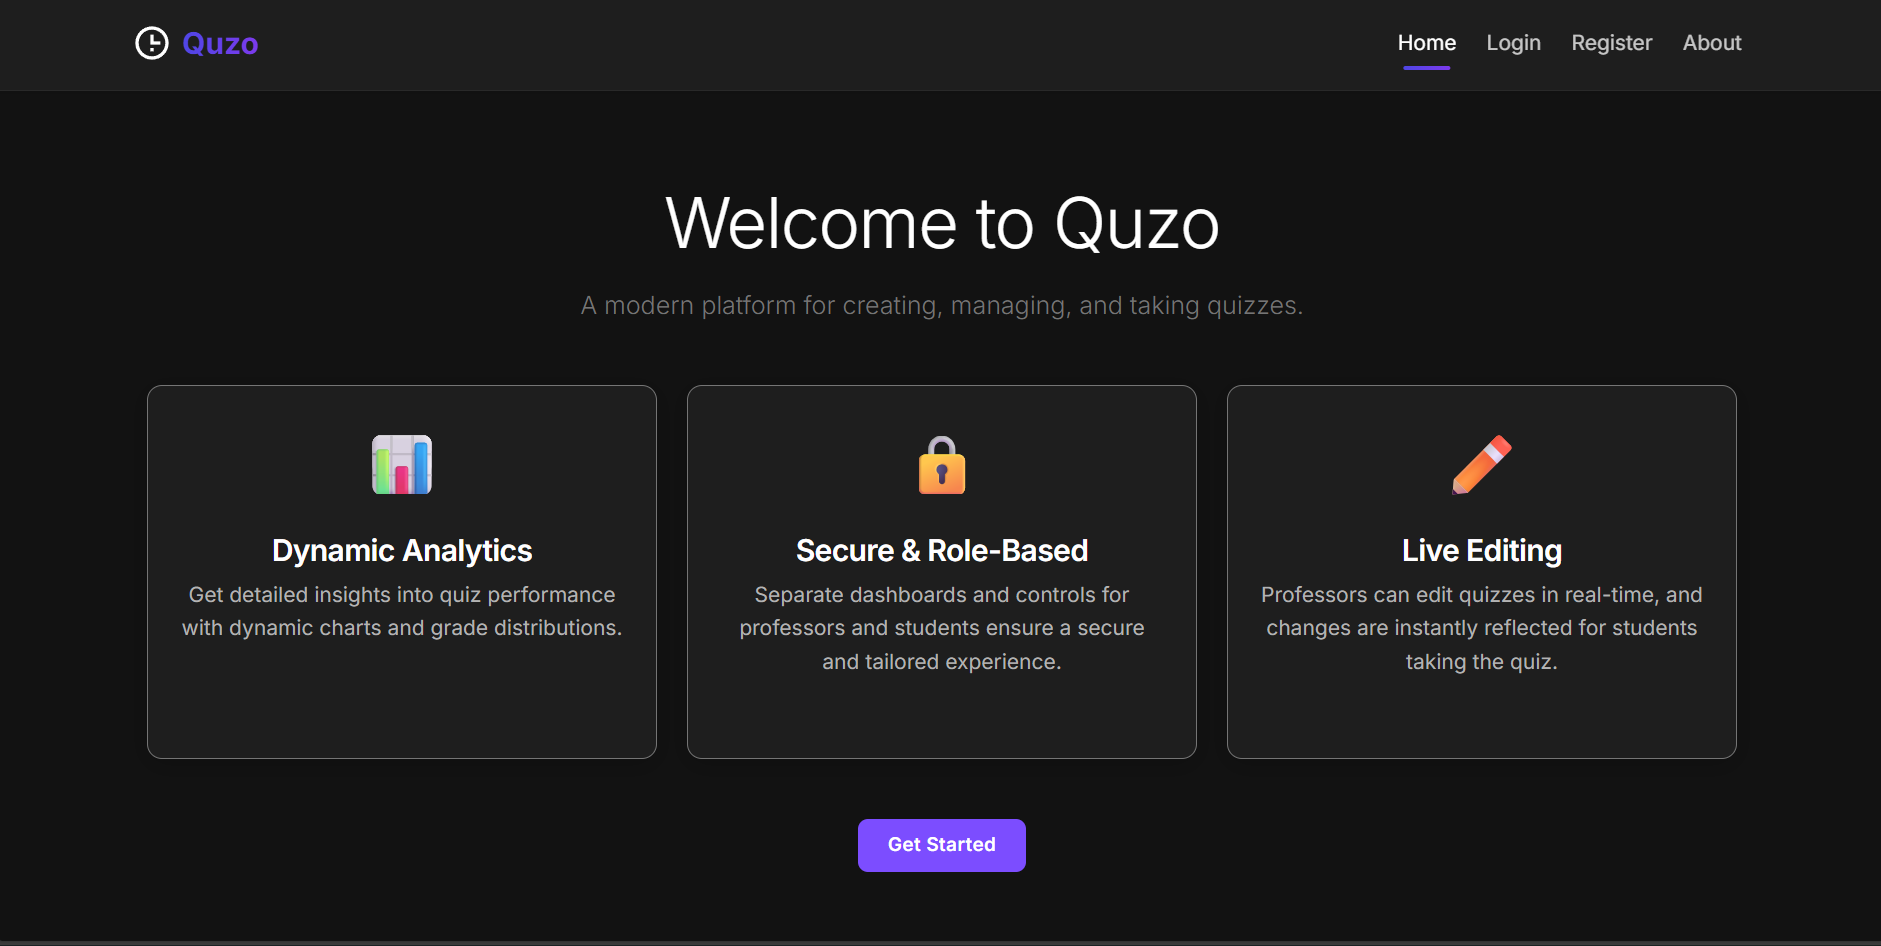 Quzo
Home
Login
Register
About
Welcome to Quzo
A modern platform for creating, managing, and taking quizzes.
Dynamic Analytics
Get detailed insights into quiz performance
with dynamic charts and grade distributions.
Secure & Role-Based
Separate dashboards and controls for
professors and students ensure a secure
and tailored experience.
Live Editing
Professors can edit quizzes in real-time, and
changes are instantly reflected for students
taking the quiz.
Get Started